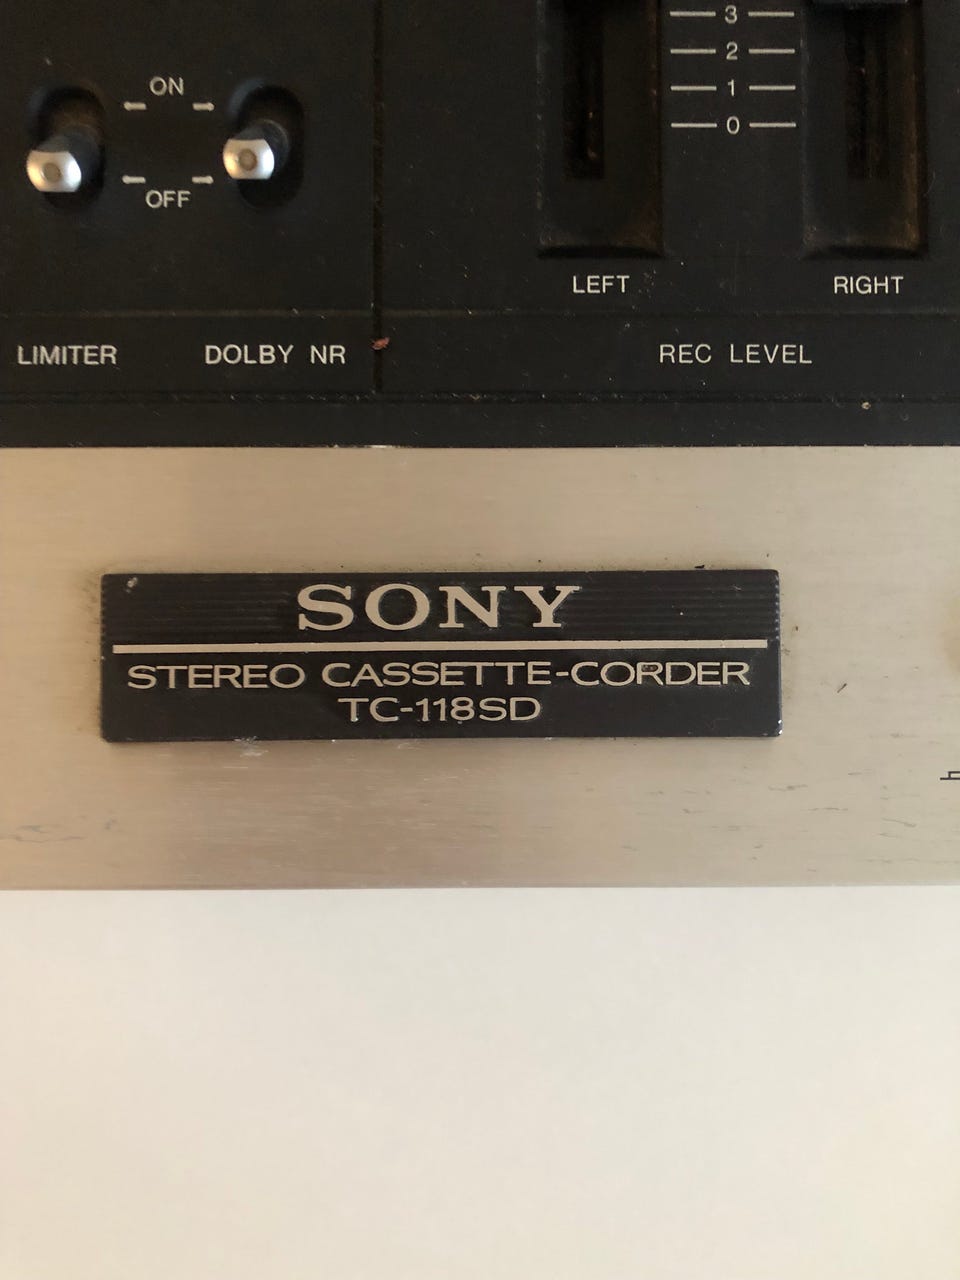 3
2
1
0
ON
OFF
LEFT
RIGHT
LIMITER
DOLBY NR
REC LEVEL
SONY
STEREO CASSETTE-CORDER
TC-118SD